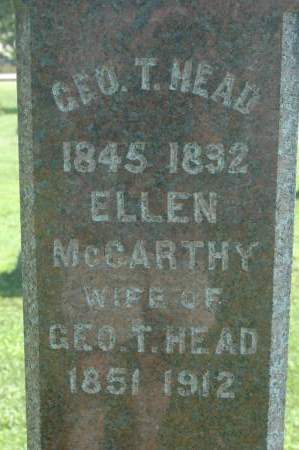 GEO. T. HEAD
1845 1892
ELLEN
McCARTHY
WIFE OF
GEO. T. HEAD
1851 1912